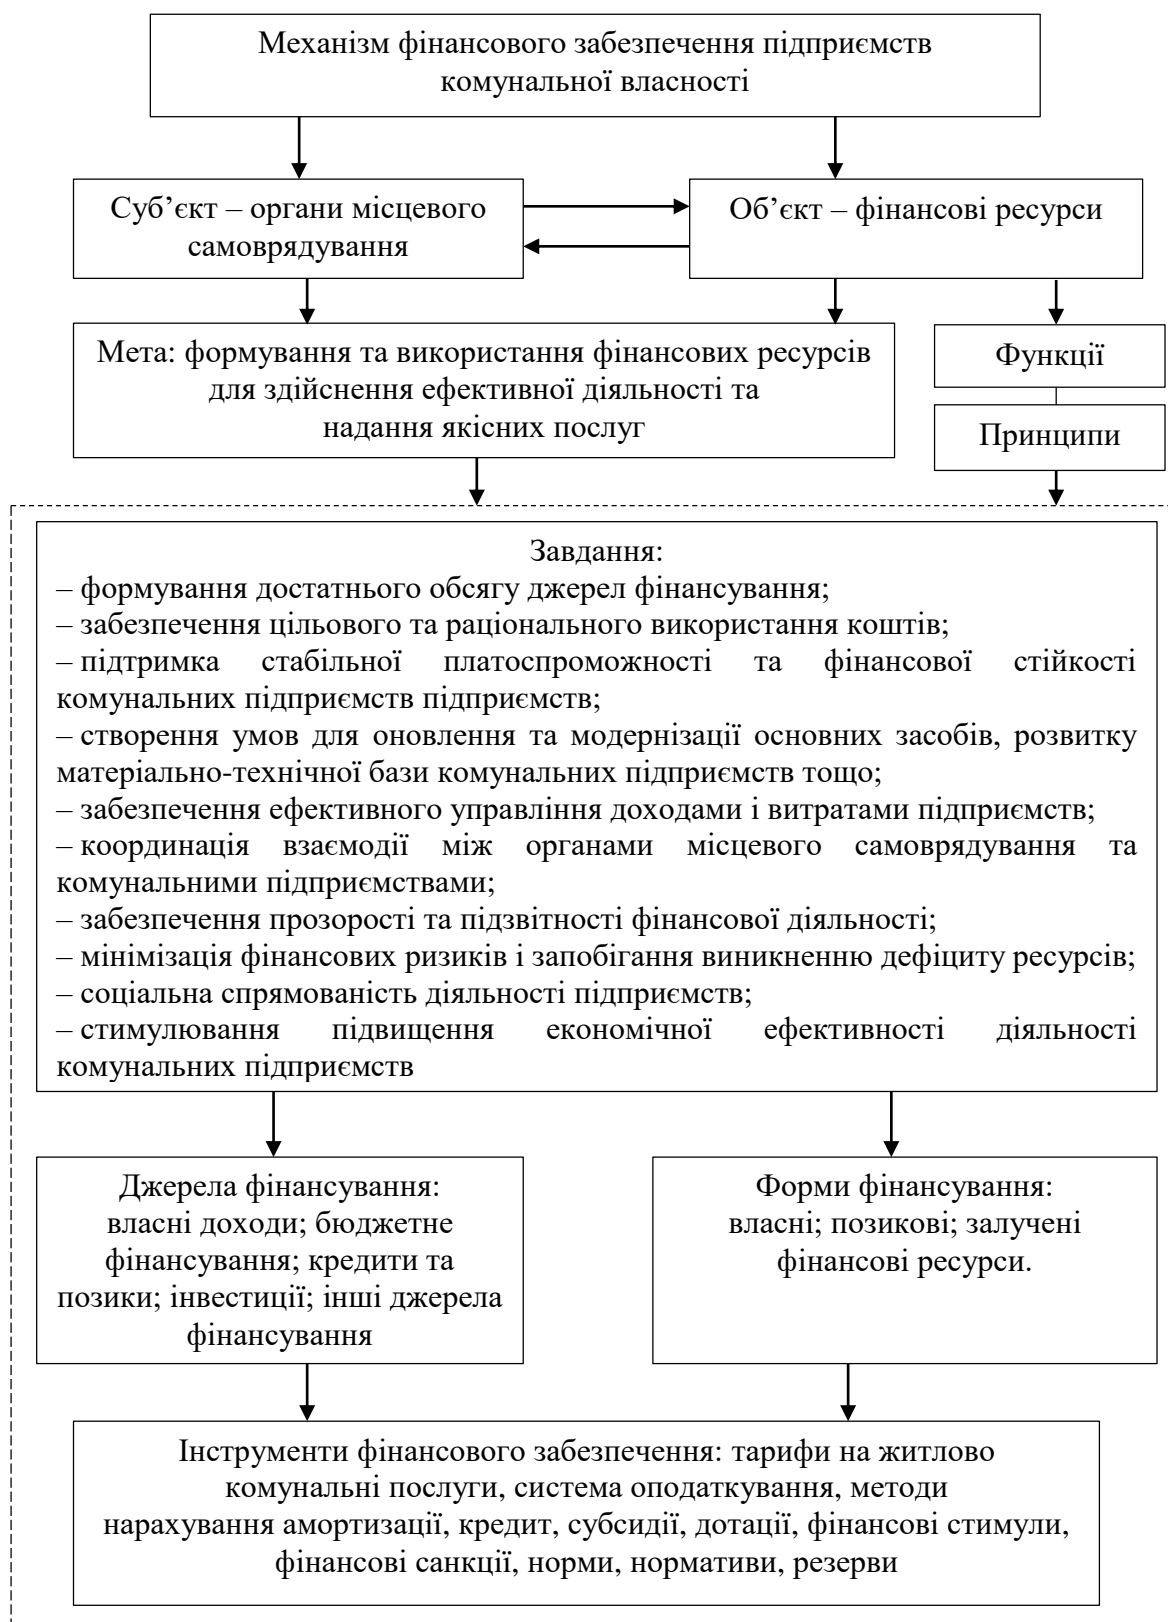 Механізм фінансового забезпечення підприємств
комунальної власності
Суб’єкт – органи місцевого
самоврядування
Об’єкт – фінансові ресурси
Мета: формування та використання фінансових ресурсів
для здійснення ефективної діяльності та
надання якісних послуг
Функції
Принципи
Завдання:
– формування достатнього обсягу джерел фінансування;
– забезпечення цільового та раціонального використання коштів;
– підтримка стабільної платоспроможності та фінансової стійкості
комунальних підприємств підприємств;
– створення умов для оновлення та модернізації основних засобів, розвитку
матеріально-технічної бази комунальних підприємств тощо;
– забезпечення ефективного управління доходами і витратами підприємств;
– координація взаємодії між органами місцевого самоврядування та
комунальними підприємствами;
– забезпечення прозорості та підзвітності фінансової діяльності;
– мінімізація фінансових ризиків і запобігання виникненню дефіциту ресурсів;
– соціальна спрямованість діяльності підприємств;
– стимулювання підвищення економічної ефективності діяльності
комунальних підприємств
Джерела фінансування:
власні доходи; бюджетне
фінансування; кредити та
позики; інвестиції; інші джерела
фінансування
Форми фінансування:
власні; позикові; залучені
фінансові ресурси.
Інструменти фінансового забезпечення: тарифи на житлово
комунальні послуги, система оподаткування, методи
нарахування амортизації, кредит, субсидії, дотації, фінансові стимули,
фінансові санкції, норми, нормативи, резерви